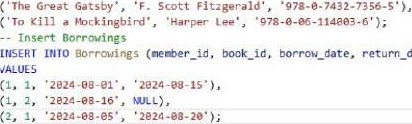 ('The Great Gatsby', 'F. Scott Fitzgerald', '978-0-7432-7356-5'),
('To Kill a Mockingbird', 'Harper Lee', '978-0-06-114003-6');
-- Insert Borrowings
INSERT INTO Borrowings (member_id, book_id, borrow_date, return_d
VALUES
(1, 1, '2024-08-01', '2024-08-15'),
(1, 2, '2024-08-16', NULL),
(2, 1, '2024-08-05', '2024-08-20');